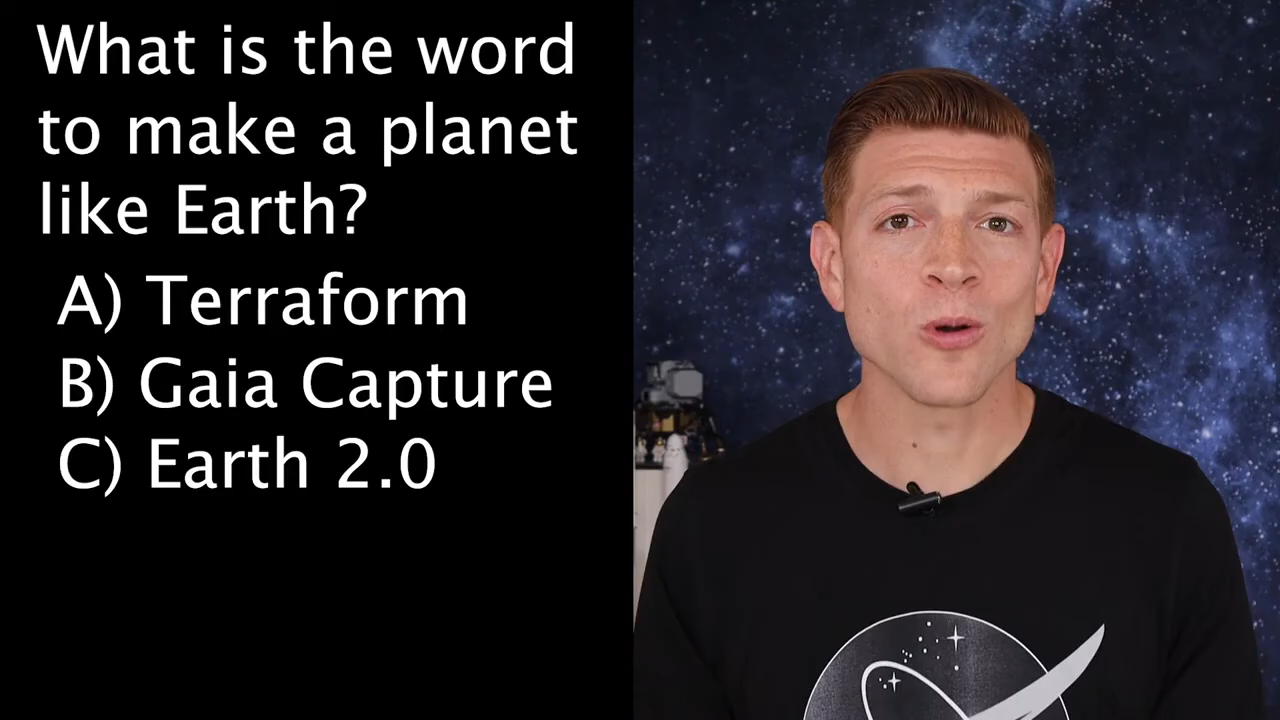 What is the word
to make a planet
like Earth?
A) Terraform
B) Gaia Capture
C) Earth 2.0